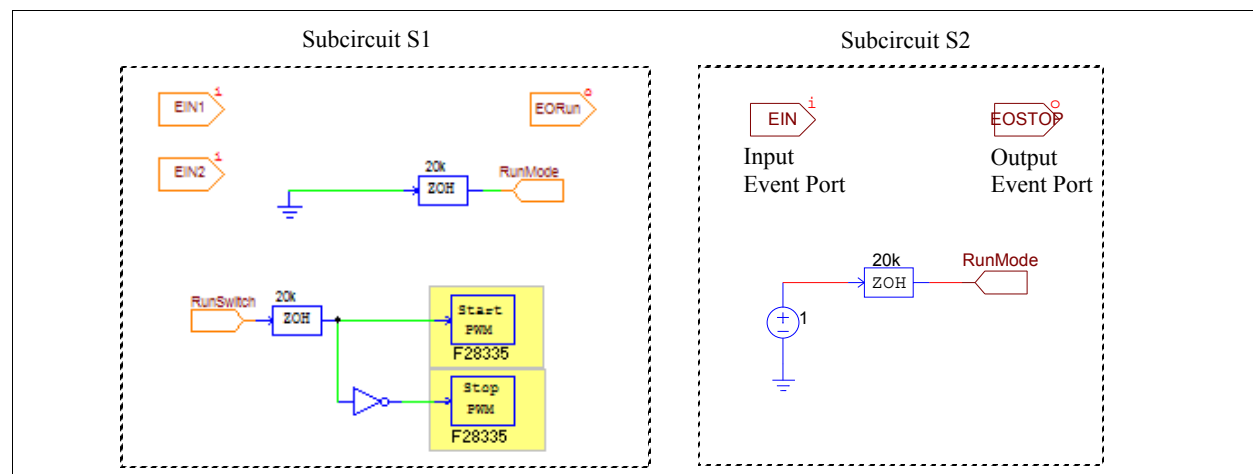 Subcircuit S1
EIN1
i
EORun
o
EIN2
i
20k
ZOH
RunMode
RunSwitch
20k
ZOH
Start
PWM
F28335
Stop
PWM
F28335
Subcircuit S2
EIN
i
EOSTOP
o
Input
Event Port
Output
Event Port
20k
ZOH
RunMode
1